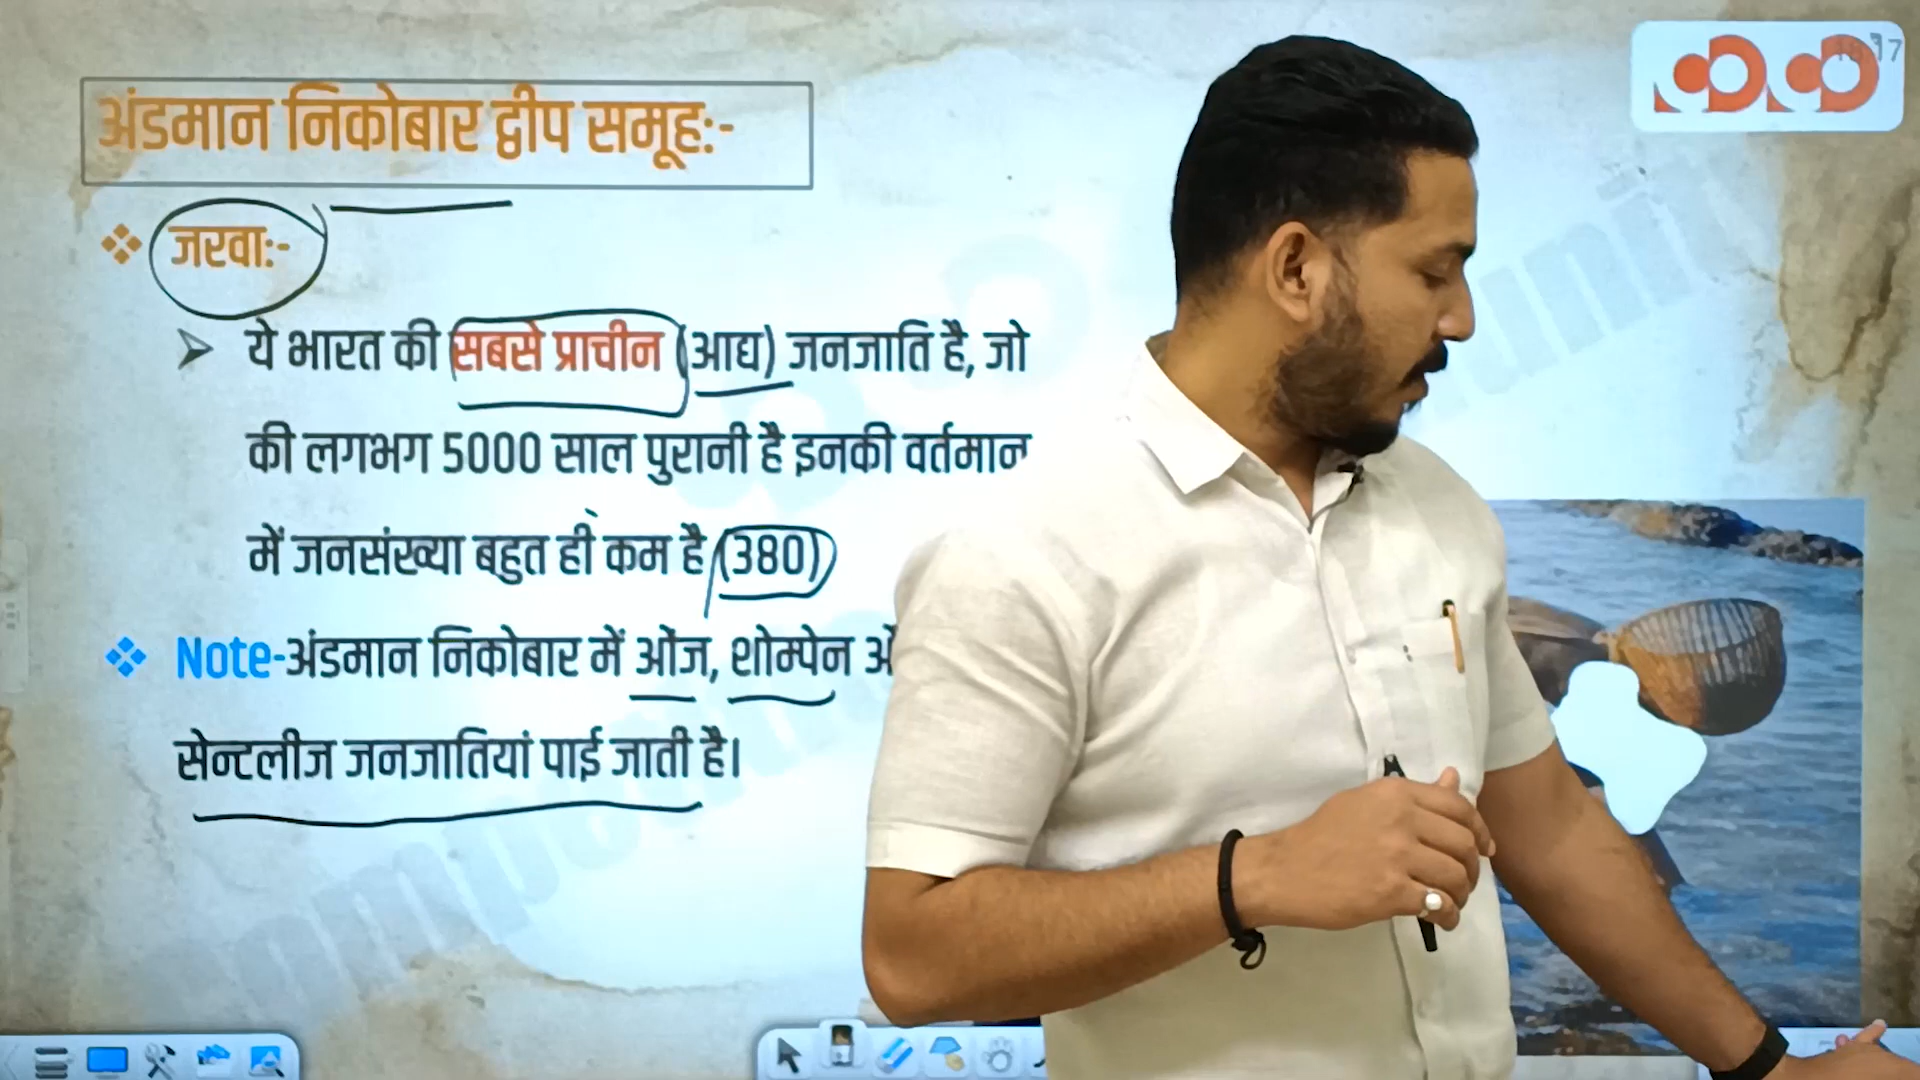 अंडमान निकोबार द्वीप समूह:-
जरवा:-
ये भारत की सबसे प्राचीन (आद्य) जनजाति है, जो
की लगभग 5000 साल पुरानी है इनकी वर्तमान
में जनसंख्या बहुत ही कम है (380)
Note-अंडमान निकोबार में ओंज, शोम्पेन
सेन्टलीज जनजातियां पाई जाती है।